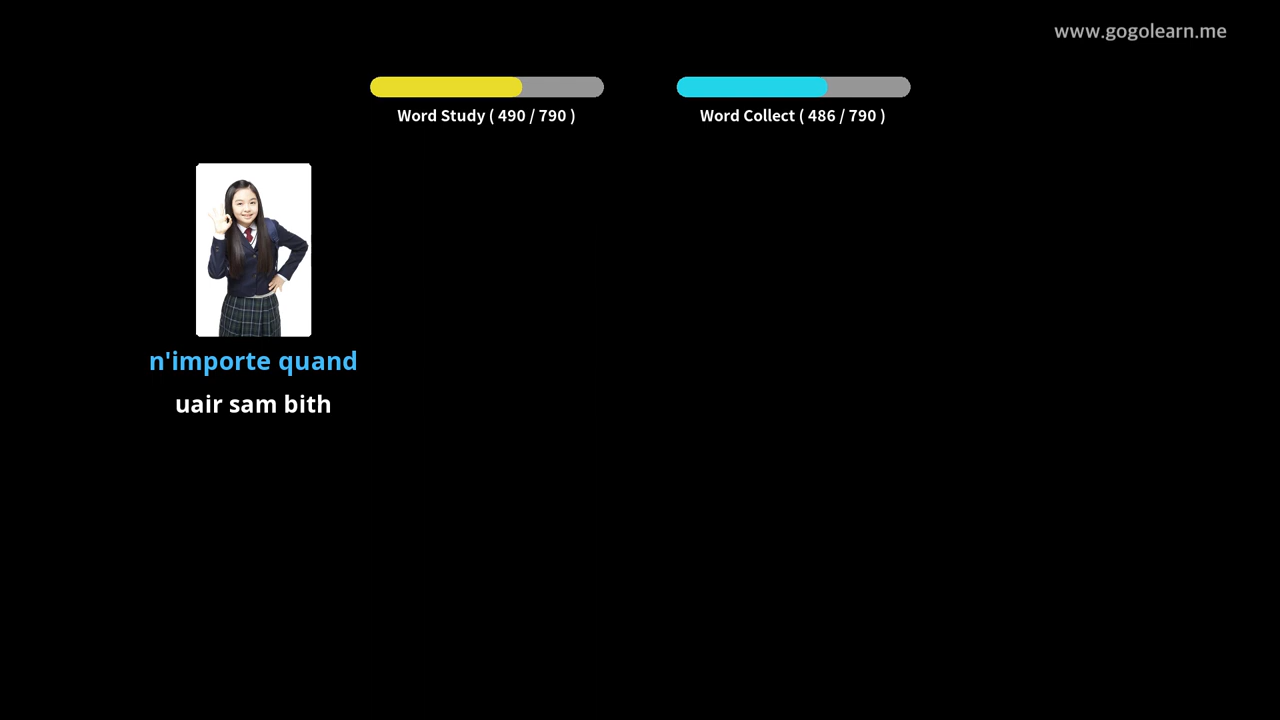 www.gogolearn.me
Word Study ( 490 / 790 )
Word Collect ( 486 / 790 )
n'importe quand
uair sam bith